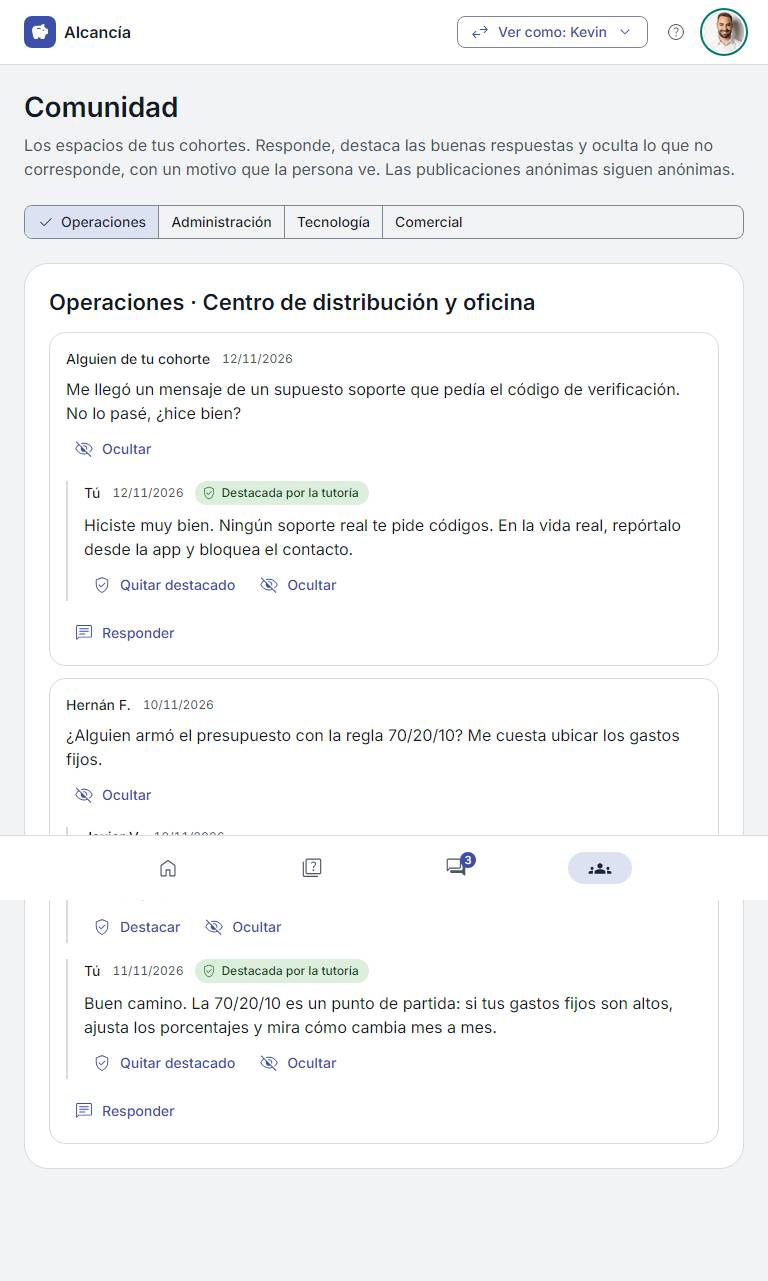 Alcancía
Ver como: Kevin
Comunidad
Los espacios de tus cohortes. Responde, destaca las buenas respuestas y oculta lo que no
corresponde, con un motivo que la persona ve. Las publicaciones anónimas siguen anónimas.
Operaciones
Administración
Tecnología
Comercial
Operaciones · Centro de distribución y oficina
Alguien de tu cohorte 12/11/2026
Me llegó un mensaje de un supuesto soporte que pedía el código de verificación.
No lo pasé, ¿hice bien?
Ocultar
Tú 12/11/2026 Destacada por la tutoría
Hiciste muy bien. Ningún soporte real te pide códigos. En la vida real, repórtalo
desde la app y bloquea el contacto.
Quitar destacado Ocultar
Responder
Hernán F. 10/11/2026
¿Alguien armó el presupuesto con la regla 70/20/10? Me cuesta ubicar los gastos
fijos.
Ocultar
3
Destacar Ocultar
Tú 11/11/2026 Destacada por la tutoría
Buen camino. La 70/20/10 es un punto de partida: si tus gastos fijos son altos,
ajusta los porcentajes y mira cómo cambia mes a mes.
Quitar destacado Ocultar
Responder